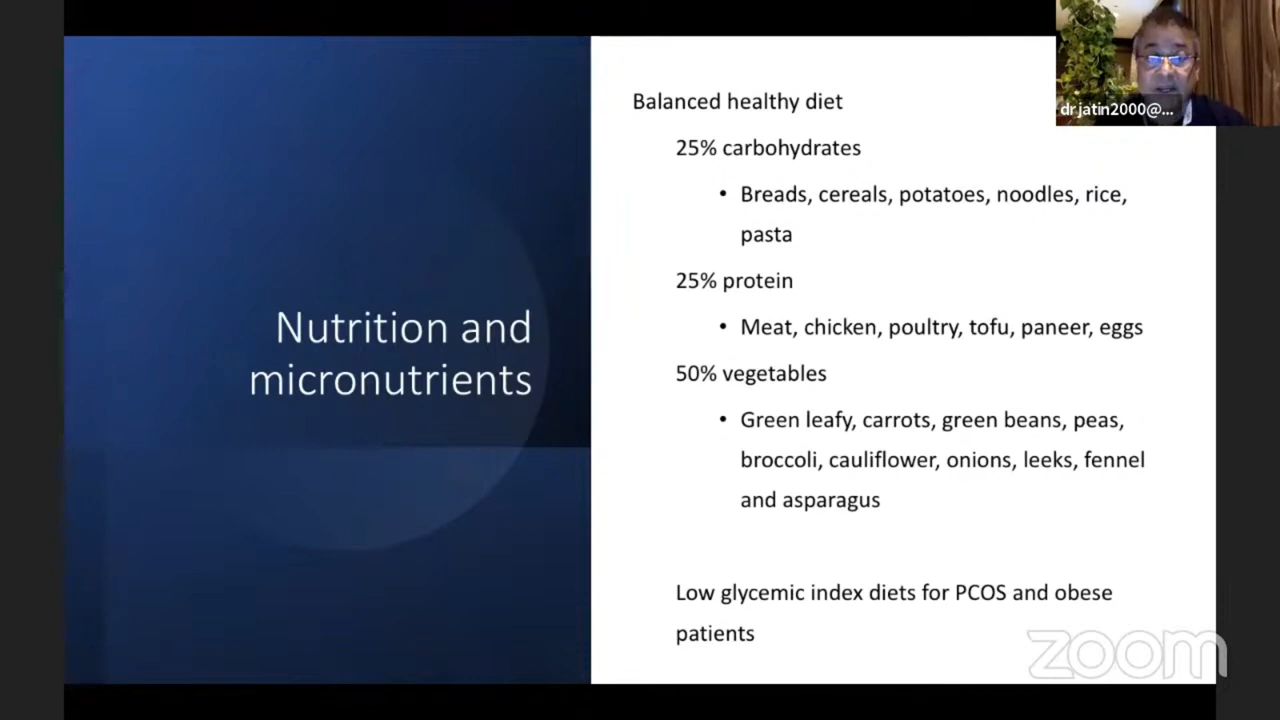 Nutrition and
micronutrients
Balanced healthy diet
25% carbohydrates
• Breads, cereals, potatoes, noodles, rice,
pasta
25% protein
• Meat, chicken, poultry, tofu, paneer, eggs
50% vegetables
• Green leafy, carrots, green beans, peas,
broccoli, cauliflower, onions, leeks, fennel
and asparagus
Low glycemic index diets for PCOS and obese
patients
drjatin2000@...
zoom